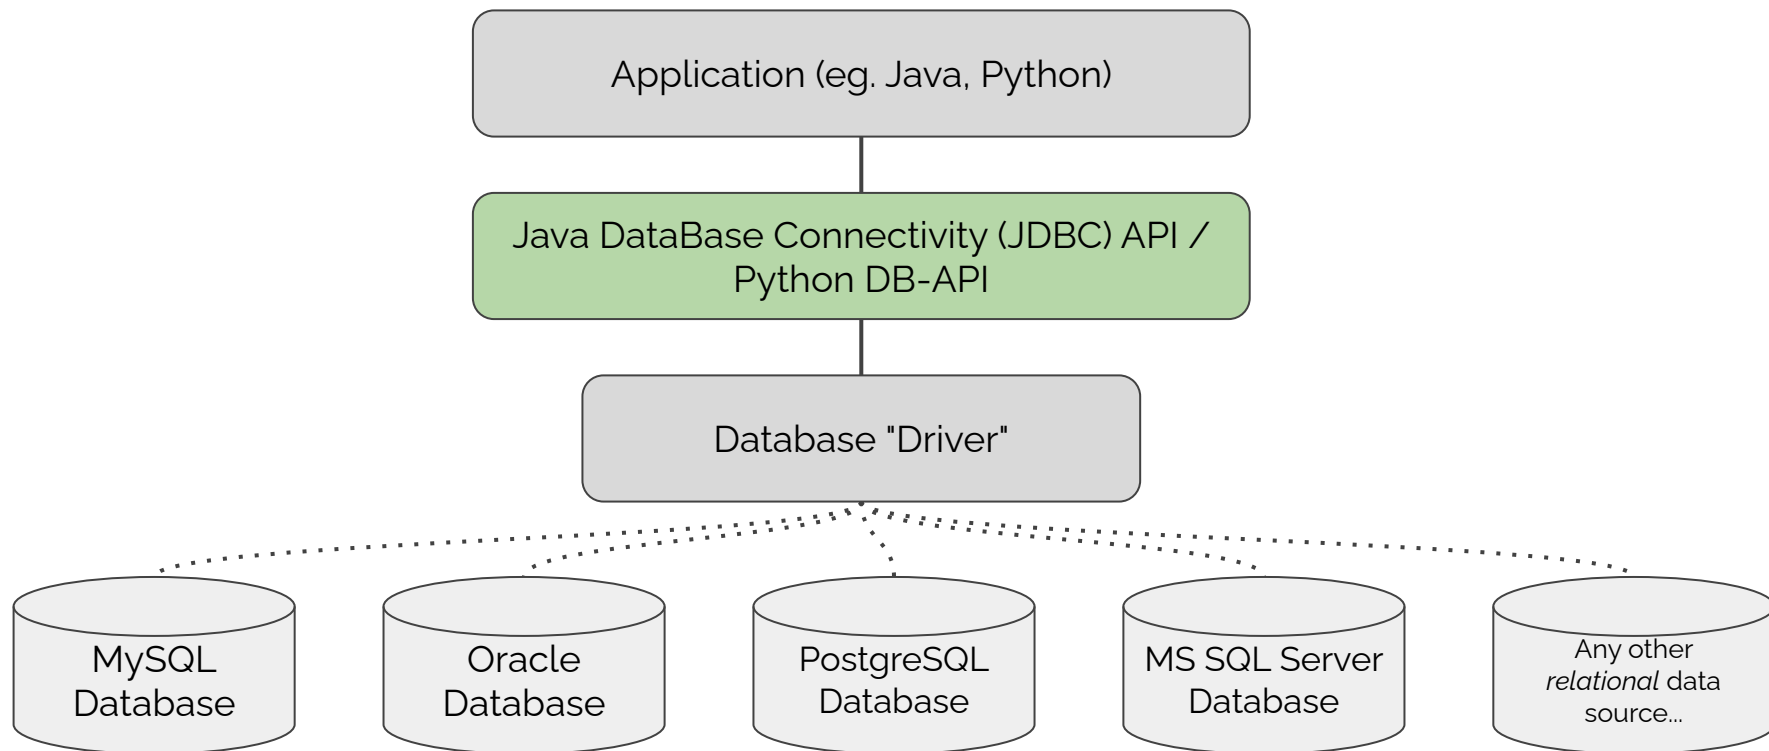 Application (eg. Java, Python)
Java DataBase Connectivity (JDBC) API /
Python DB-API
Database "Driver"
MySQL
Database
Oracle
Database
PostgreSQL
Database
MS SQL Server
Database
Any other
relational data
source...